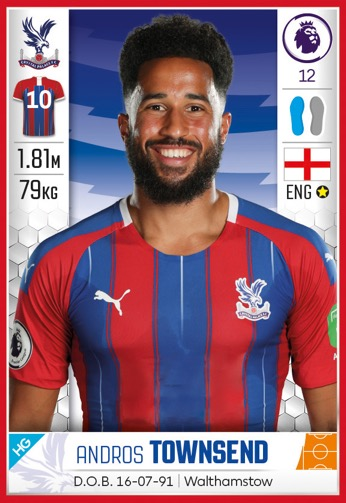 12
10
1.81M
79KG
ENG
HG
ANDROS TOWNSEND
D.O.B. 16-07-91 | Walthamstow